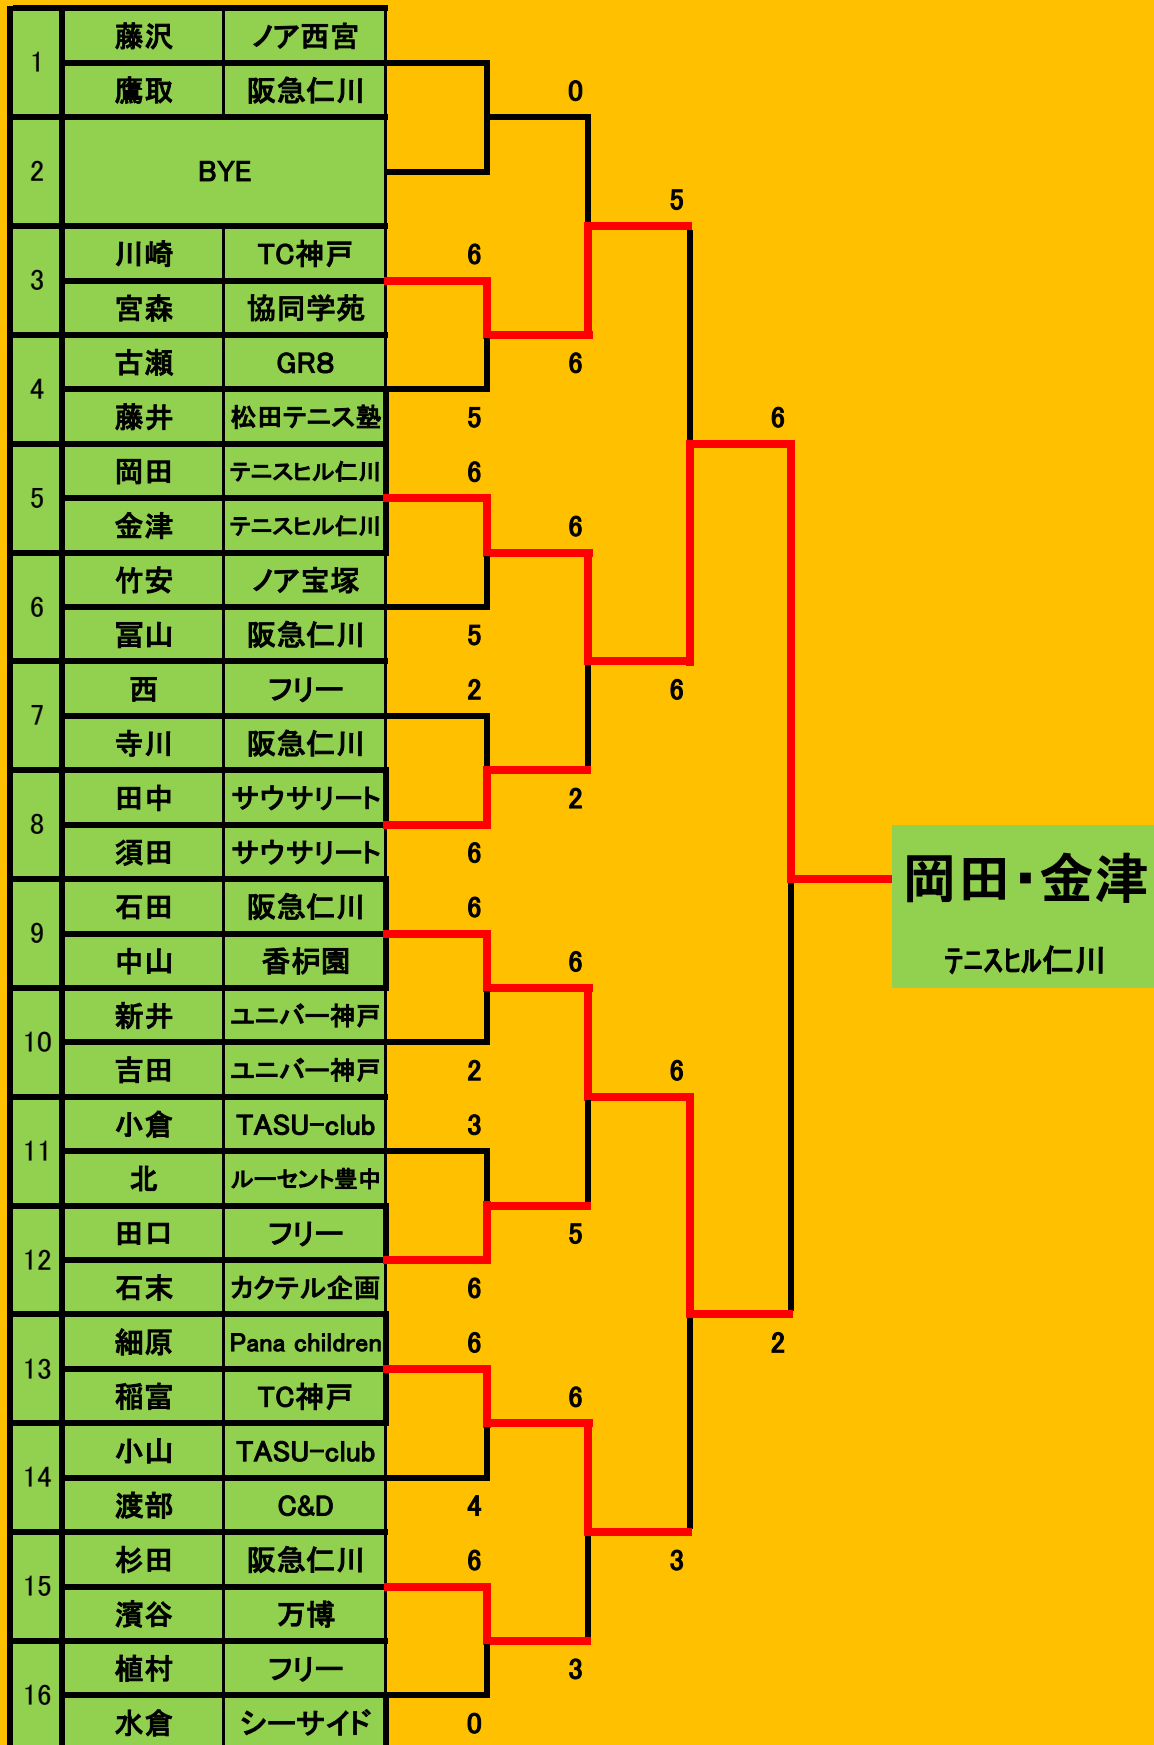 1
藤沢 ノア西宮
鷹取 阪急仁川
0
2
BYE
5
3
川崎 TC神戸
6
宮森 協同学苑
4
古瀬 GR8
6
藤井 松田テニス塾
5
6
5
岡田 テニスヒル仁川
6
金津 テニスヒル仁川
6
6
竹安 ノア宝塚
冨山 阪急仁川
5
7
西 フリー
2
6
寺川 阪急仁川
8
田中 サウサリート
2
須田 サウサリート
6
岡田・金津
テニスヒル仁川
9
石田 阪急仁川
6
中山 香枦園
6
10
新井 ユニバー神戸
吉田 ユニバー神戸
2
6
11
小倉 TASU-club
3
北 ルーセント豊中
12
田口 フリー
5
石末 カクテル企画
6
13
細原 Pana children
6
2
稲富 TC神戸
6
14
小山 TASU-club
渡部 C&D
4
15
杉田 阪急仁川
6
3
濱谷 万博
16
植村 フリー
3
水倉 シーサイド
0